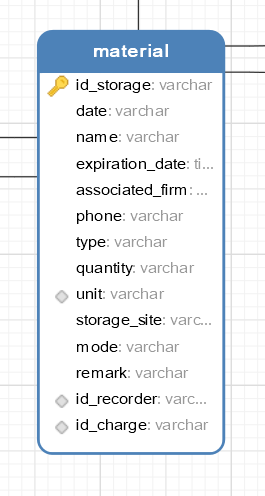 material
id_storage: varchar
date: varchar
name: varchar
expiration_date: ti...
associated_firm: ...
phone: varchar
type: varchar
quantity: varchar
unit: varchar
storage_site: varc...
mode: varchar
remark: varchar
id_recorder: varc...
id_charge: varchar